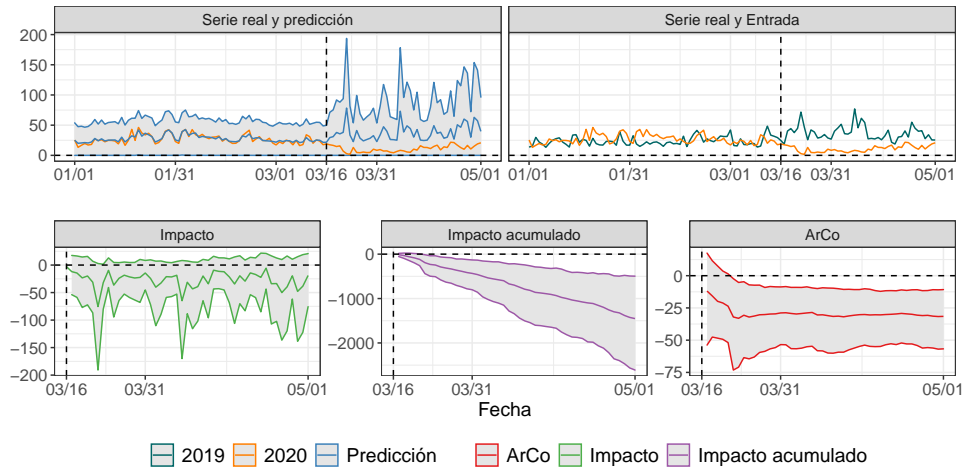 Serie real y predicción
Serie real y Entrada
200
150
100
50
0
01/01 01/31 03/01 03/16 03/31 05/01
01/01 01/31 03/01 03/16 03/31 05/01
Impacto
Impacto acumulado
ArCo
0
−50
−100
−150
−200
03/16 03/31 05/01
0
−1000
−2000
03/16 03/31 05/01
0
−25
−50
−75
03/16 03/31 05/01
Fecha
2019 2020 Predicción ArCo Impacto Impacto acumulado